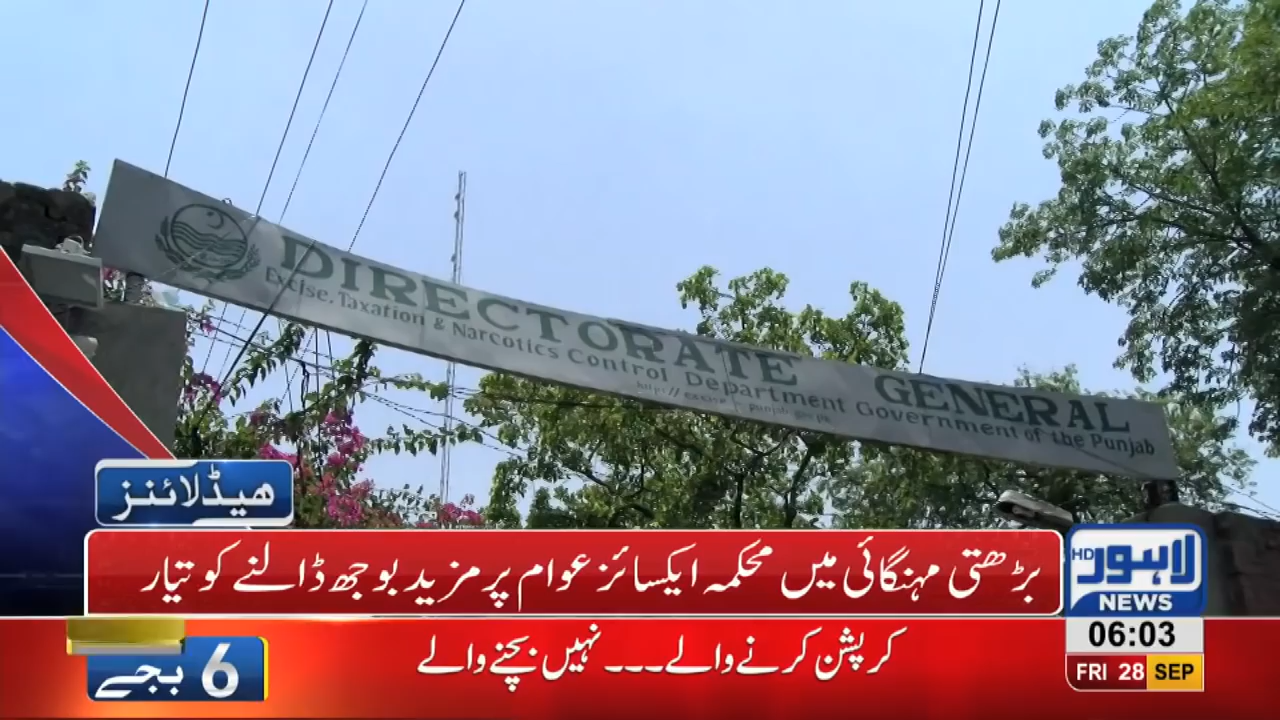 DIRECTORATE GENERAL
Excise, Taxation & Narcotics Control Department Government of the Punjab
ھیڈلائنز
بڑھتی مہنگائی میں محکمہ ایکسائز عوام پر مزید بوجھ ڈالنے کو تیار
HD لاہور
NEWS
06:03
FRI 28 SEP
کرپشن کرنے والے۔۔۔ نہیں بچنے والے
6 بجے